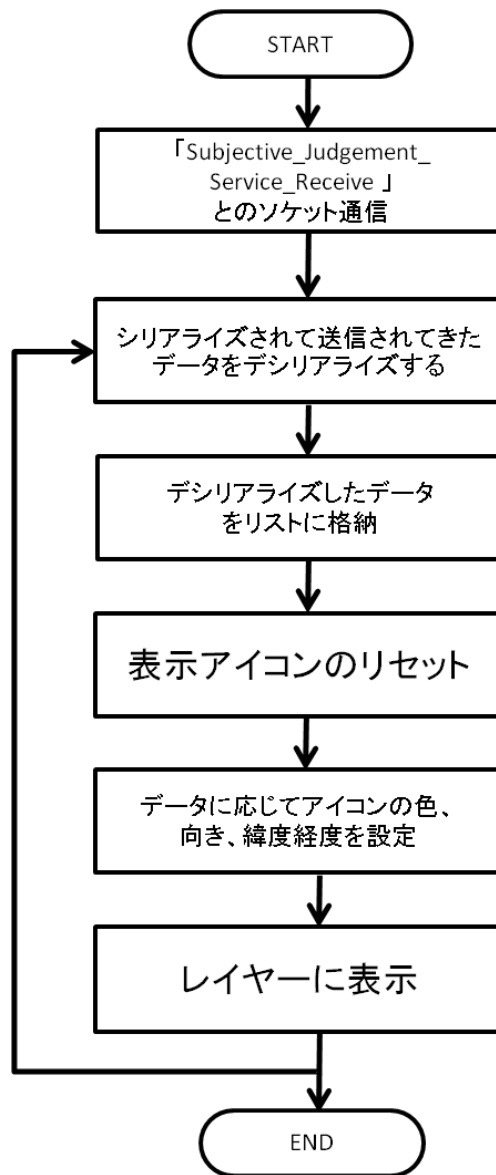 START
「Subjective_Judgement_
Service_Receive 」
とのソケット通信
シリアライズされて送信されてきた
データをデシリアライズする
デシリアライズしたデータ
をリストに格納
表示アイコンのリセット
データに応じてアイコンの色、
向き、緯度経度を設定
レイヤーに表示
END